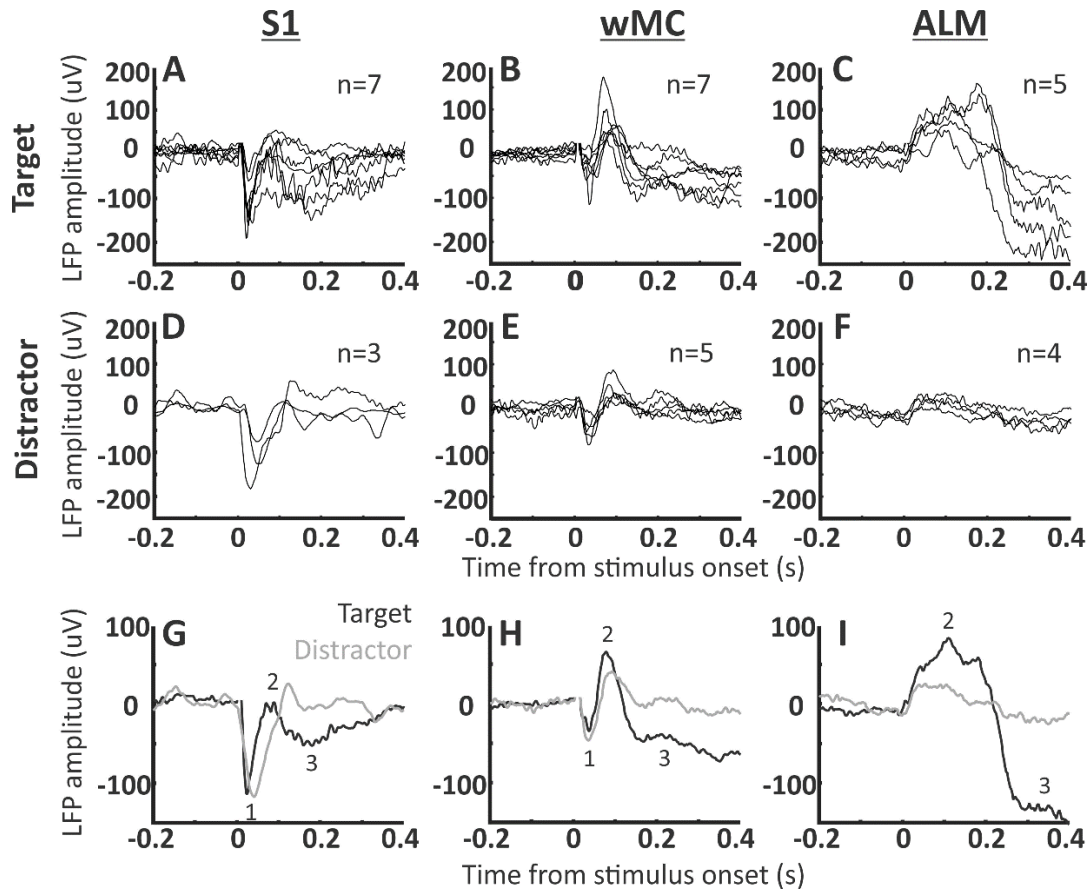 S1 wMC ALM
Target
LFP amplitude (uV)
A n=7
200
100
0
-100
-200
-0.2 0 0.2 0.4
B n=7
200
100
0
-100
-200
-0.2 0 0.2 0.4
C n=5
200
100
0
-100
-200
-0.2 0 0.2 0.4
Distractor
LFP amplitude (uV)
D n=3
200
100
0
-100
-200
-0.2 0 0.2 0.4
E n=5
200
100
0
-100
-200
-0.2 0 0.2 0.4
F n=4
200
100
0
-100
-200
-0.2 0 0.2 0.4
Time from stimulus onset (s)
LFP amplitude (uV)
G Target
Distractor
100
0
-100
1
2
3
-0.2 0 0.2 0.4
H
100
0
-100
1
2
3
-0.2 0 0.2 0.4
I
100
0
-100
2
3
-0.2 0 0.2 0.4
Time from stimulus onset (s)